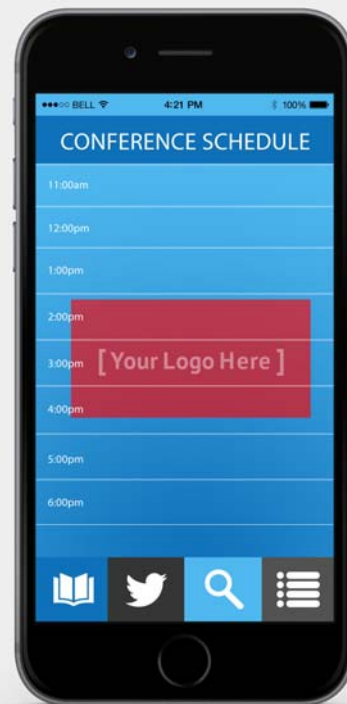 BELL 4:21 PM 100%
CONFERENCE SCHEDULE
11:00am
12:00pm
1:00pm
2:00pm
3:00pm [Your Logo Here]
4:00pm
5:00pm
6:00pm